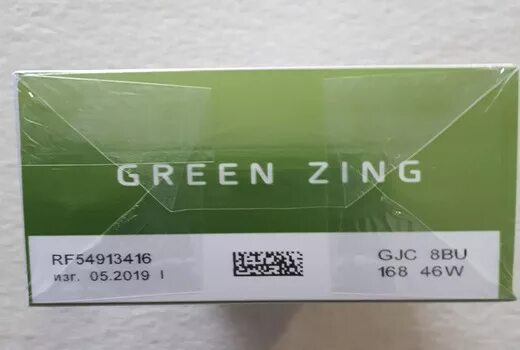 GREEN ZING
RF54913416
изг. 05.2019 I
GJC 8BU
168 46W